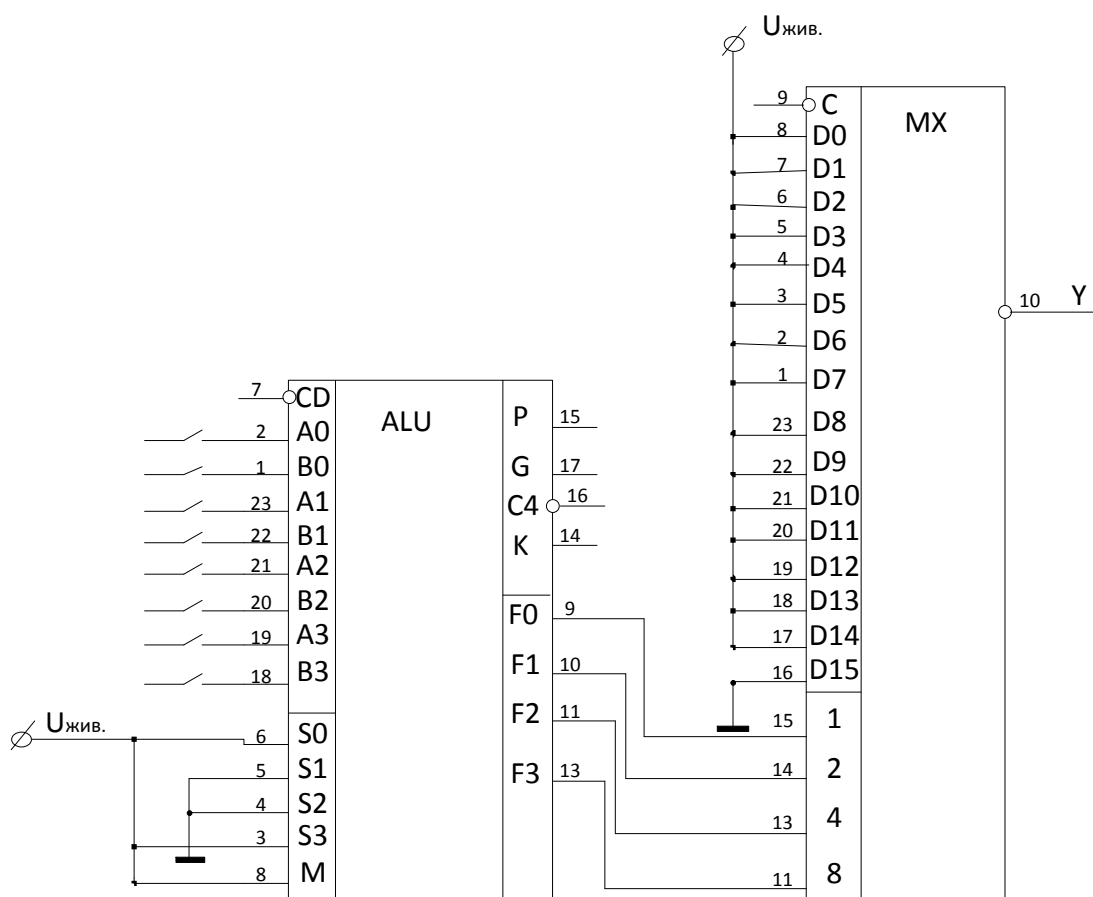 Uжив.
9 C MX
8 D0
7 D1
6 D2
5 D3
4 D4
3 D5
10 Y
2 D6
1 D7
23 D8
22 D9
21 D10
20 D11
19 D12
18 D13
17 D14
16 D15
15 1
14 2
13 4
11 8
7 CD ALU
2 A0
1 B0
23 A1
22 B1
21 A2
20 B2
19 A3
18 B3
Uжив.
6 S0
5 S1
4 S2
3 S3
8 M
P 15
G 17
C4 16
K 14
F0 9
F1 10
F2 11
F3 13